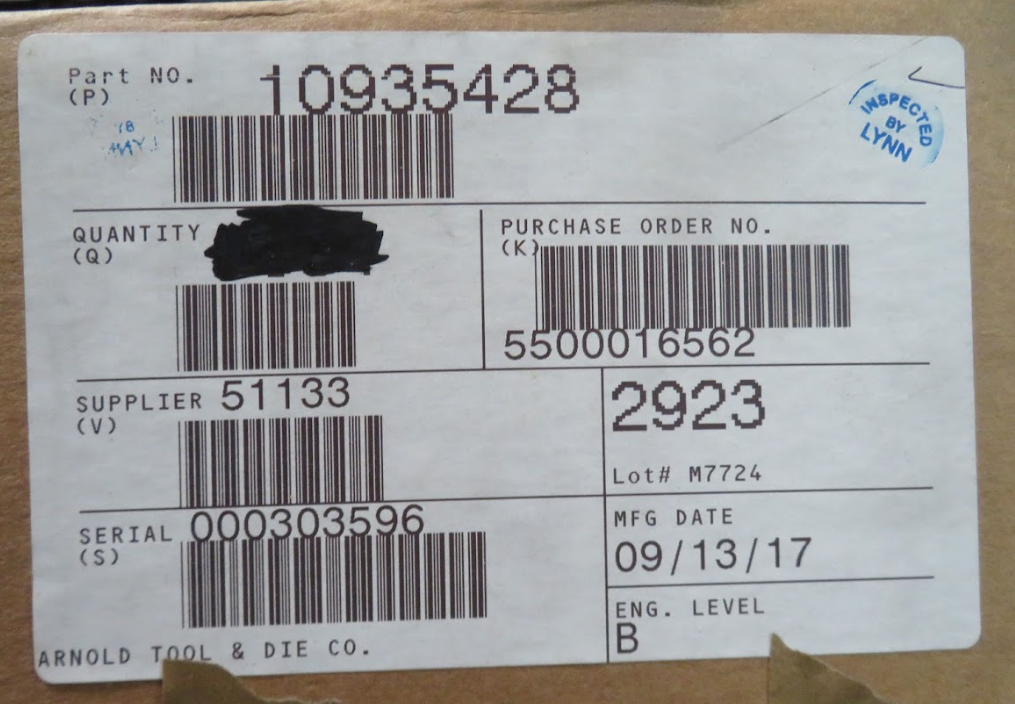 Part NO.
(P)
10935428
INSPECTED
BY
LYNN
QUANTITY
(Q)
PURCHASE ORDER NO.
(K)
5500016562
SUPPLIER 51133
(V)
2923
Lot# M7724
SERIAL 000303596
(S)
MFG DATE
09/13/17
ENG. LEVEL
B
ARNOLD TOOL & DIE CO.